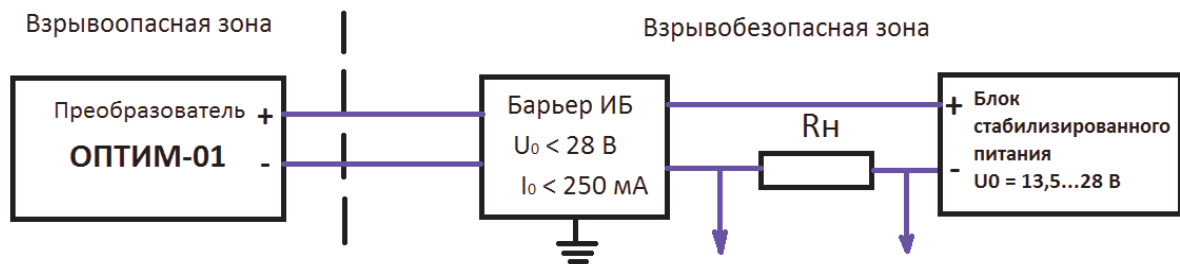 Взрывоопасная зона
Взрывобезопасная зона
Преобразователь +
ОПТИМ-01 -
Барьер ИБ
U0 < 28 В
I0 < 250 мА
Rн
+ Блок
стабилизированного
питания
- U0 = 13,5...28 В